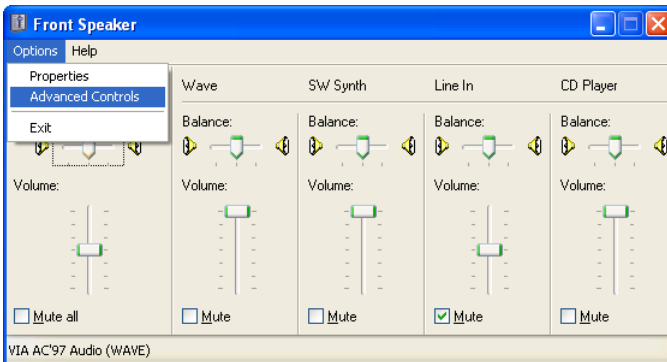 Front Speaker
Options Help
Properties
Advanced Controls
Exit
Wave SW Synth Line In CD Player
Balance: Balance: Balance: Balance:
Volume: Volume: Volume: Volume: Volume:
Mute all Mute Mute Mute Mute
VIA AC'97 Audio (WAVE)